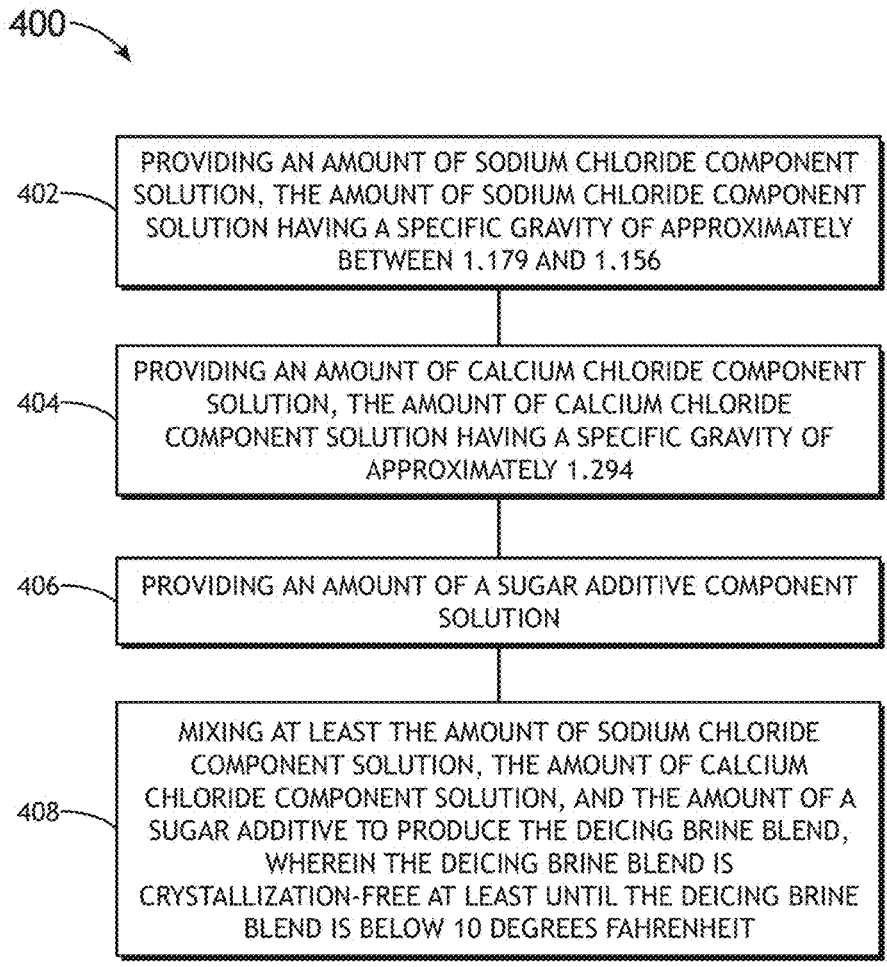 400
402
PROVIDING AN AMOUNT OF SODIUM CHLORIDE COMPONENT
SOLUTION, THE AMOUNT OF SODIUM CHLORIDE COMPONENT
SOLUTION HAVING A SPECIFIC GRAVITY OF APPROXIMATELY
BETWEEN 1.179 AND 1.156
404
PROVIDING AN AMOUNT OF CALCIUM CHLORIDE COMPONENT
SOLUTION, THE AMOUNT OF CALCIUM CHLORIDE
COMPONENT SOLUTION HAVING A SPECIFIC GRAVITY OF
APPROXIMATELY 1.294
406
PROVIDING AN AMOUNT OF A SUGAR ADDITIVE COMPONENT
SOLUTION
408
MIXING AT LEAST THE AMOUNT OF SODIUM CHLORIDE
COMPONENT SOLUTION, THE AMOUNT OF CALCIUM
CHLORIDE COMPONENT SOLUTION, AND THE AMOUNT OF A
SUGAR ADDITIVE TO PRODUCE THE DEICING BRINE BLEND,
WHEREIN THE DEICING BRINE BLEND IS
CRYSTALLIZATION-FREE AT LEAST UNTIL THE DEICING BRINE
BLEND IS BELOW 10 DEGREES FAHRENHEIT